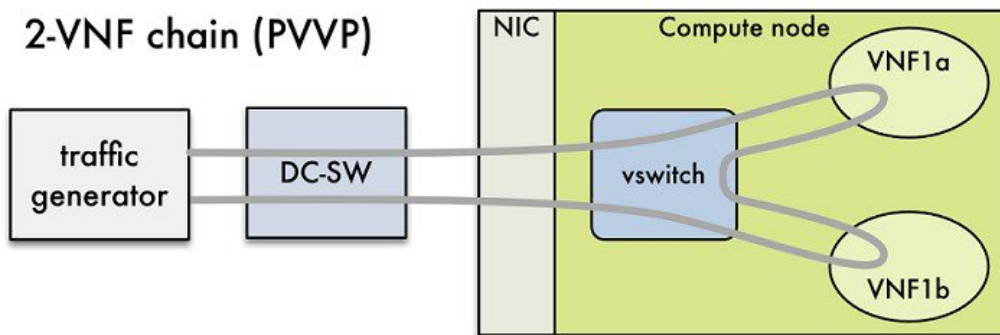 2-VNF chain (PVVP)
NIC
Compute node
VNF1a
traffic
generator
DC-SW
vswitch
VNF1b